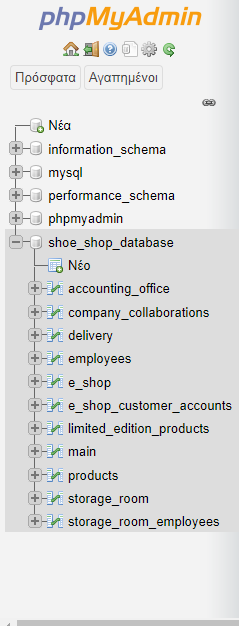 phpMyAdmin
Πρόσφατα Αγαπημένοι
Νέα
information_schema
mysql
performance_schema
phpmyadmin
shoe_shop_database
Νέο
accounting_office
company_collaborations
delivery
employees
e_shop
e_shop_customer_accounts
limited_edition_products
main
products
storage_room
storage_room_employees